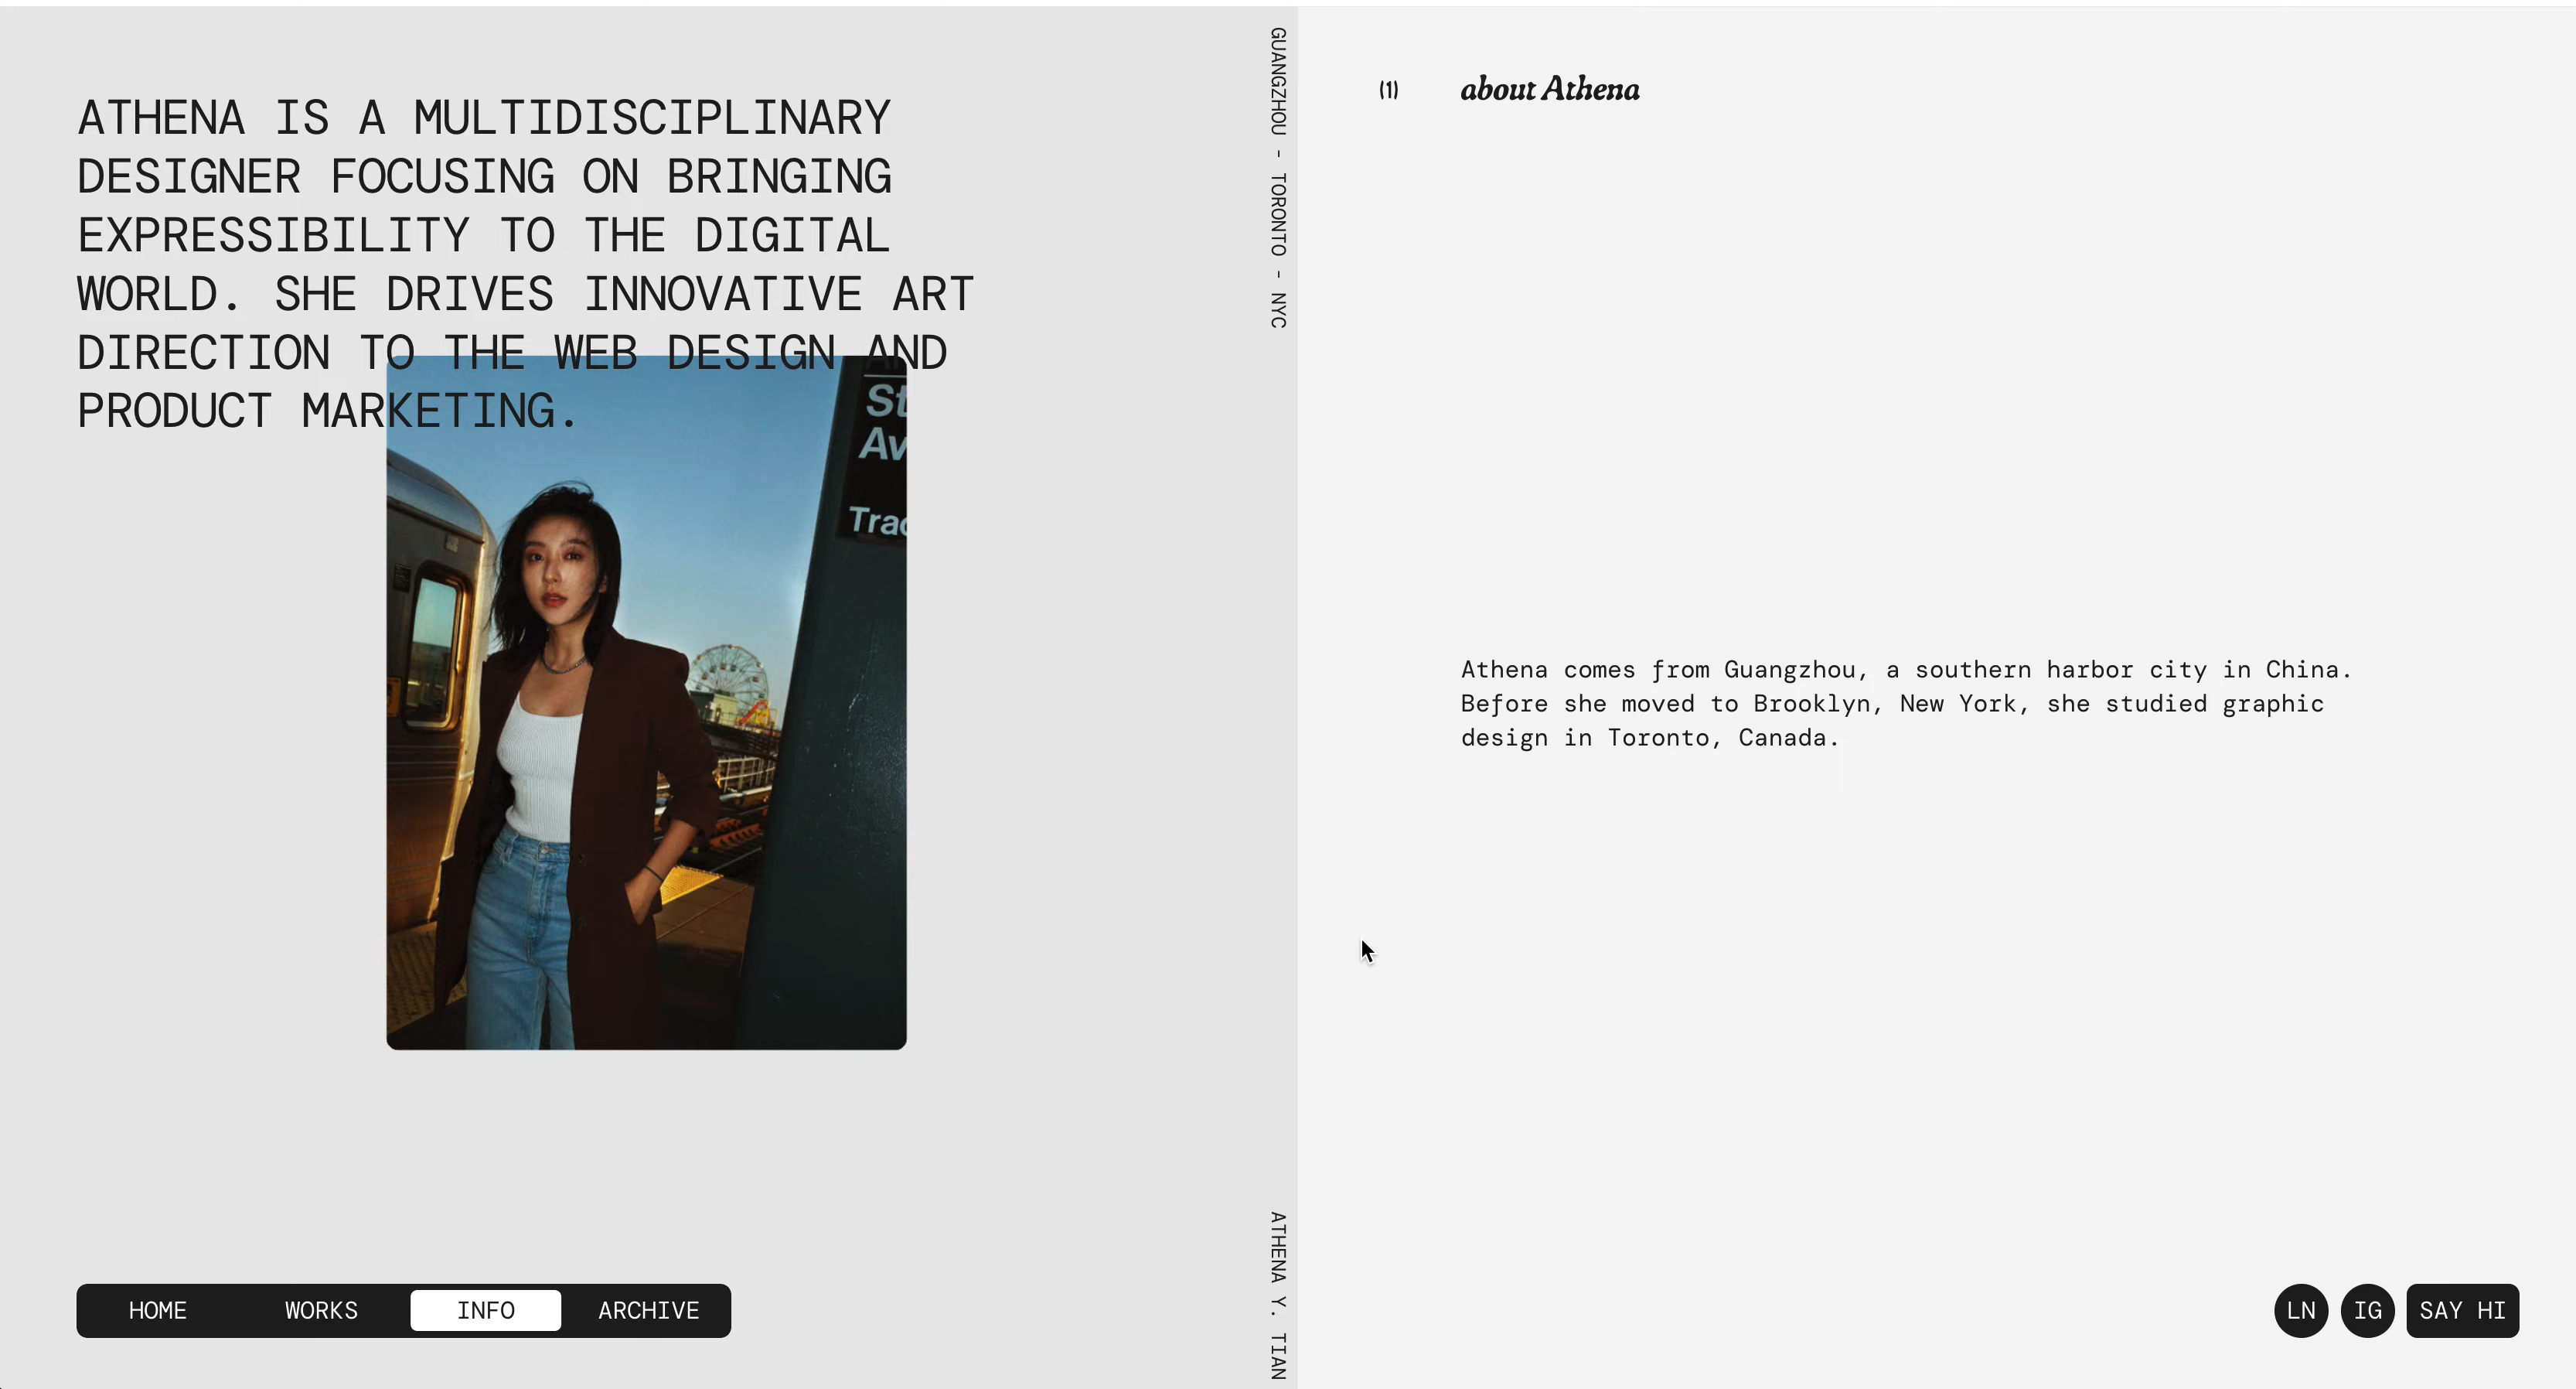 ATHENA IS A MULTIDISCIPLINARY
DESIGNER FOCUSING ON BRINGING
EXPRESSIBILITY TO THE DIGITAL
WORLD. SHE DRIVES INNOVATIVE ART
DIRECTION TO THE WEB DESIGN AND
PRODUCT MARKETING.
St
Av
Trac
GUANGZHOU - TORONTO - NYC
ATHENA Y. TIAN
(1) about Athena
Athena comes from Guangzhou, a southern harbor city in China.
Before she moved to Brooklyn, New York, she studied graphic
design in Toronto, Canada.
HOME WORKS INFO ARCHIVE
LN IG SAY HI